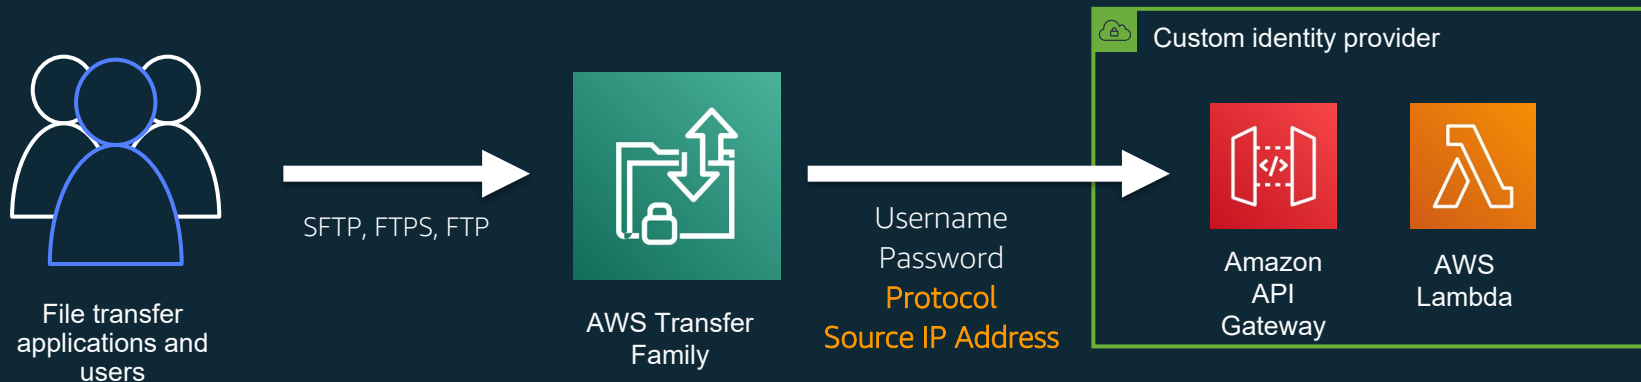 File transfer
applications and
users
SFTP, FTPS, FTP
AWS Transfer
Family
Username
Password
Protocol
Source IP Address
Custom identity provider
</>
Amazon
API
Gateway
AWS
Lambda